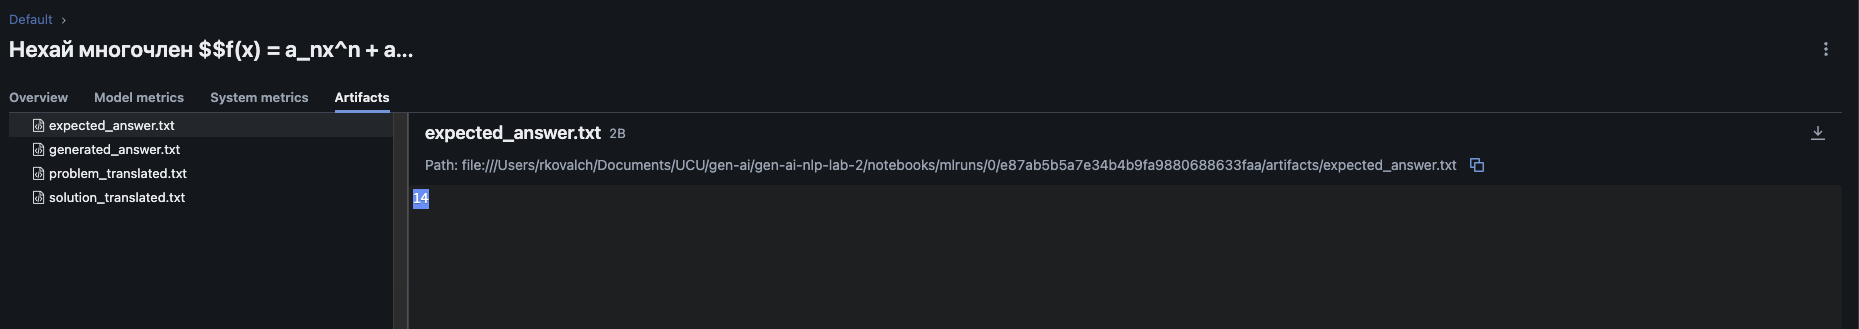 Default >
Нехай многочлен $$f(x) = a_nx^n + a...
Overview Model metrics System metrics Artifacts
expected_answer.txt
generated_answer.txt
problem_translated.txt
solution_translated.txt
expected_answer.txt 2B
Path: file:///Users/rkovalch/Documents/UCU/gen-ai/gen-ai-nlp-lab-2/notebooks/mlruns/0/e87ab5b5a7e34b4b9fa9880688633faa/artifacts/expected_answer.txt
14